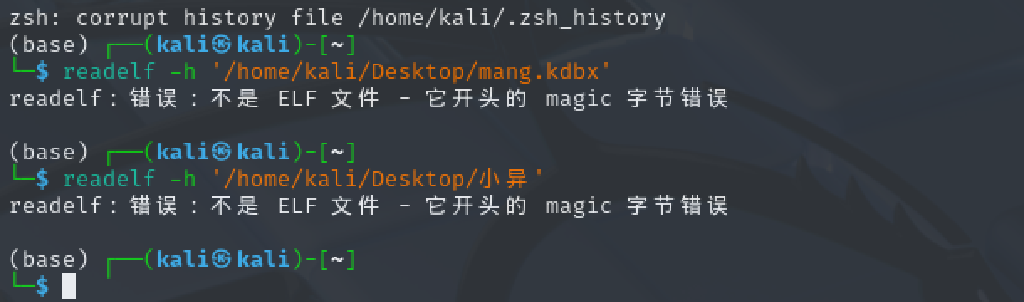 zsh: corrupt history file /home/kali/.zsh_history
(base) ┌──(kali㉿kali)-[~]
└─$ readelf -h '/home/kali/Desktop/mang.kdbx'
readelf: 错误：不是 ELF 文件 - 它开头的 magic 字节错误
(base) ┌──(kali㉿kali)-[~]
└─$ readelf -h '/home/kali/Desktop/小异'
readelf: 错误：不是 ELF 文件 - 它开头的 magic 字节错误
(base) ┌──(kali㉿kali)-[~]
└─$